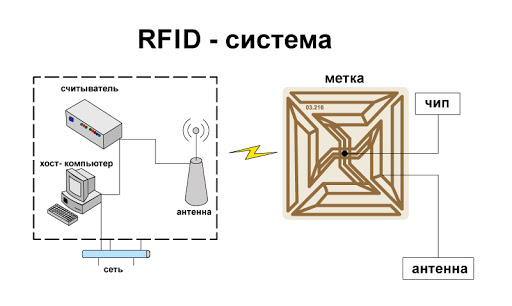 RFID - система
считыватель
хост- компьютер
антенна
сеть
метка
03.216
чип
антенна